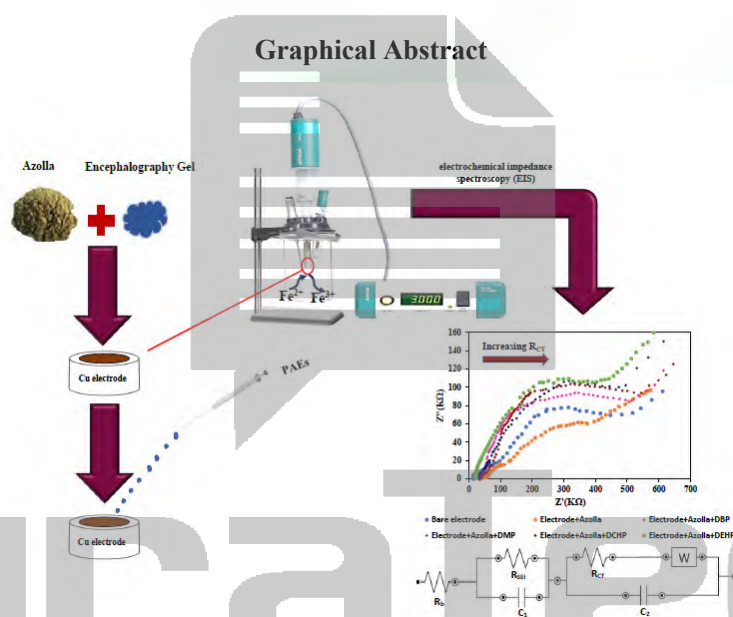 Graphical Abstract
Azolla
Encephalography Gel
electrochemical impedance
spectroscopy (EIS)
Fe2+ Fe3+
3.000
Cu electrode
PAEs
Cu electrode
Increasing RCT
Z"(KΩ)
160
140
120
100
80
60
40
20
0
0 100 200 300 400 500 600 700
Z'(KΩ)
Bare electrode
Electrode+Azolla
Electrode+Azolla+DBP
Electrode+Azolla+DMP
Electrode+Azolla+DCHP
Electrode+Azolla+DEHP
Rb
RSEI
C1
RCT
W
C2